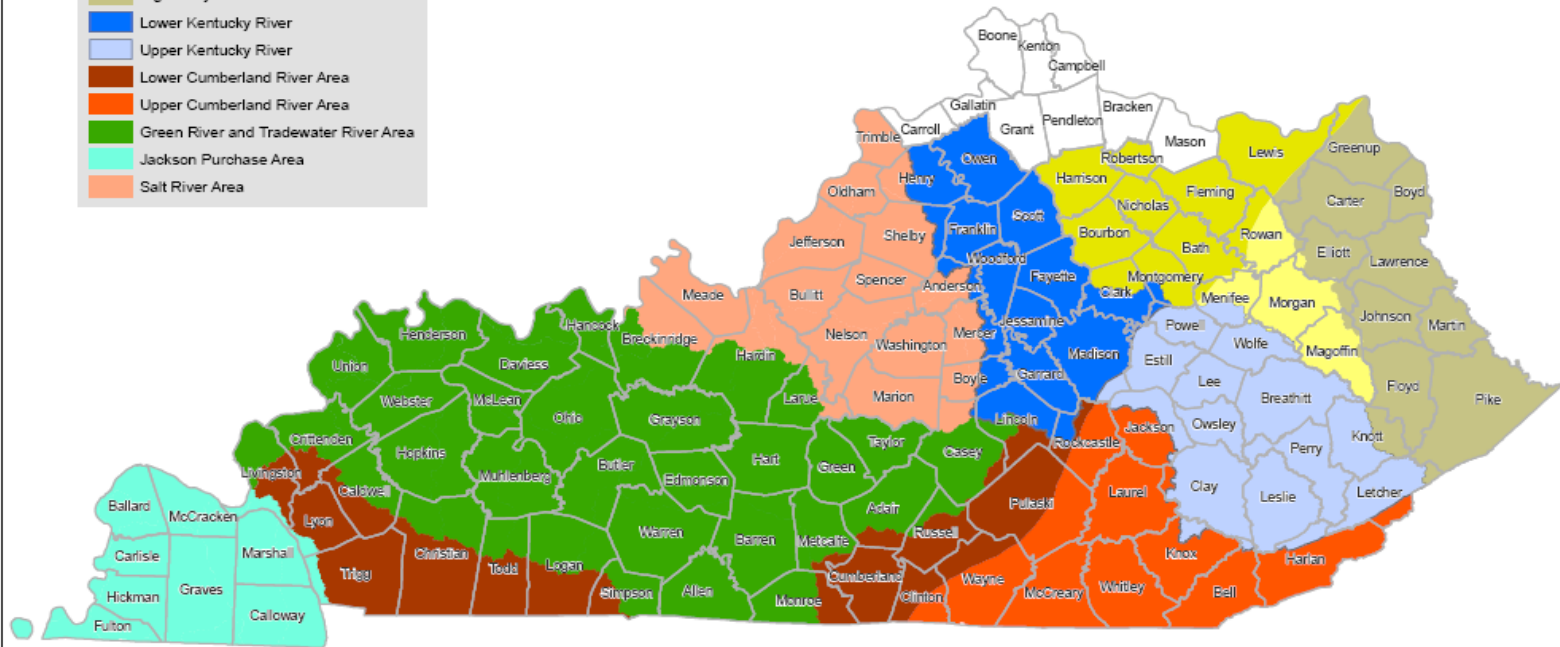 Lower Kentucky River
Upper Kentucky River
Lower Cumberland River Area
Upper Cumberland River Area
Green River and Tradewater River Area
Jackson Purchase Area
Salt River Area
Boone
Kenton
Campbell
Gallatin
Carroll
Grant
Pendleton
Bracken
Mason
Trimble
Owen
Robertson
Lewis
Greenup
Henry
Oldham
Harrison
Fleming
Boyd
Carter
Nicholas
Scott
Franklin
Shelby
Jefferson
Bourbon
Rowan
Bath
Elliott
Lawrence
Woodford
Fayette
Montgomery
Spencer
Anderson
Bullitt
Meade
Clark
Menifee
Morgan
Johnson
Martin
Jessamine
Powell
Hancock
Henderson
Breckinridge
Nelson
Mercer
Washington
Madison
Wolfe
Magoffin
Hardin
Estill
Union
Daviess
Garrard
Boyle
Lee
Floyd
Pike
Breathitt
Marion
Larue
Webster
McLean
Ohio
Grayson
Lincoln
Owsley
Jackson
Knott
Perry
Crittenden
Taylor
Rockcastle
Hopkins
Casey
Hart
Green
Butler
Livingston
Muhlenberg
Edmonson
Caldwell
Clay
Laurel
Leslie
Letcher
Pulaski
Ballard
McCracken
Lyon
Adair
Warren
Russell
Barren
Metcalfe
Carlisle
Marshall
Christian
Knox
Harlan
Todd
Logan
Trigg
Cumberland
Wayne
Whitley
Graves
Hickman
Simpson
Allen
Monroe
Clinton
McCreary
Bell
Calloway
Fulton